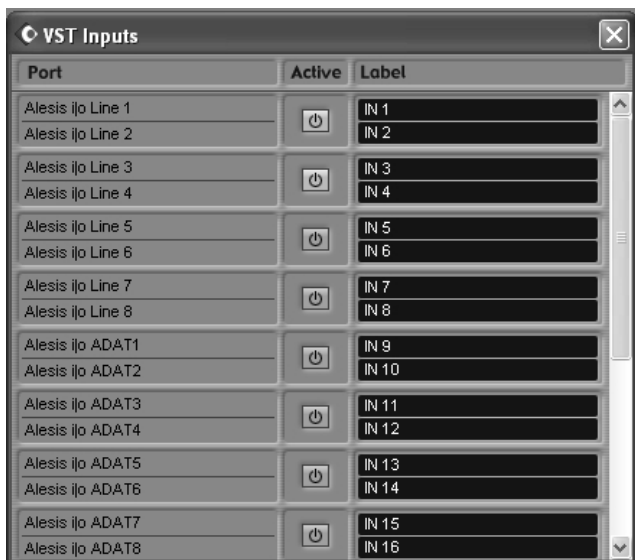 VST Inputs
Port Active Label
Alesis i|o Line 1 IN 1
Alesis i|o Line 2 IN 2
Alesis i|o Line 3 IN 3
Alesis i|o Line 4 IN 4
Alesis i|o Line 5 IN 5
Alesis i|o Line 6 IN 6
Alesis i|o Line 7 IN 7
Alesis i|o Line 8 IN 8
Alesis i|o ADAT1 IN 9
Alesis i|o ADAT2 IN 10
Alesis i|o ADAT3 IN 11
Alesis i|o ADAT4 IN 12
Alesis i|o ADAT5 IN 13
Alesis i|o ADAT6 IN 14
Alesis i|o ADAT7 IN 15
Alesis i|o ADAT8 IN 16